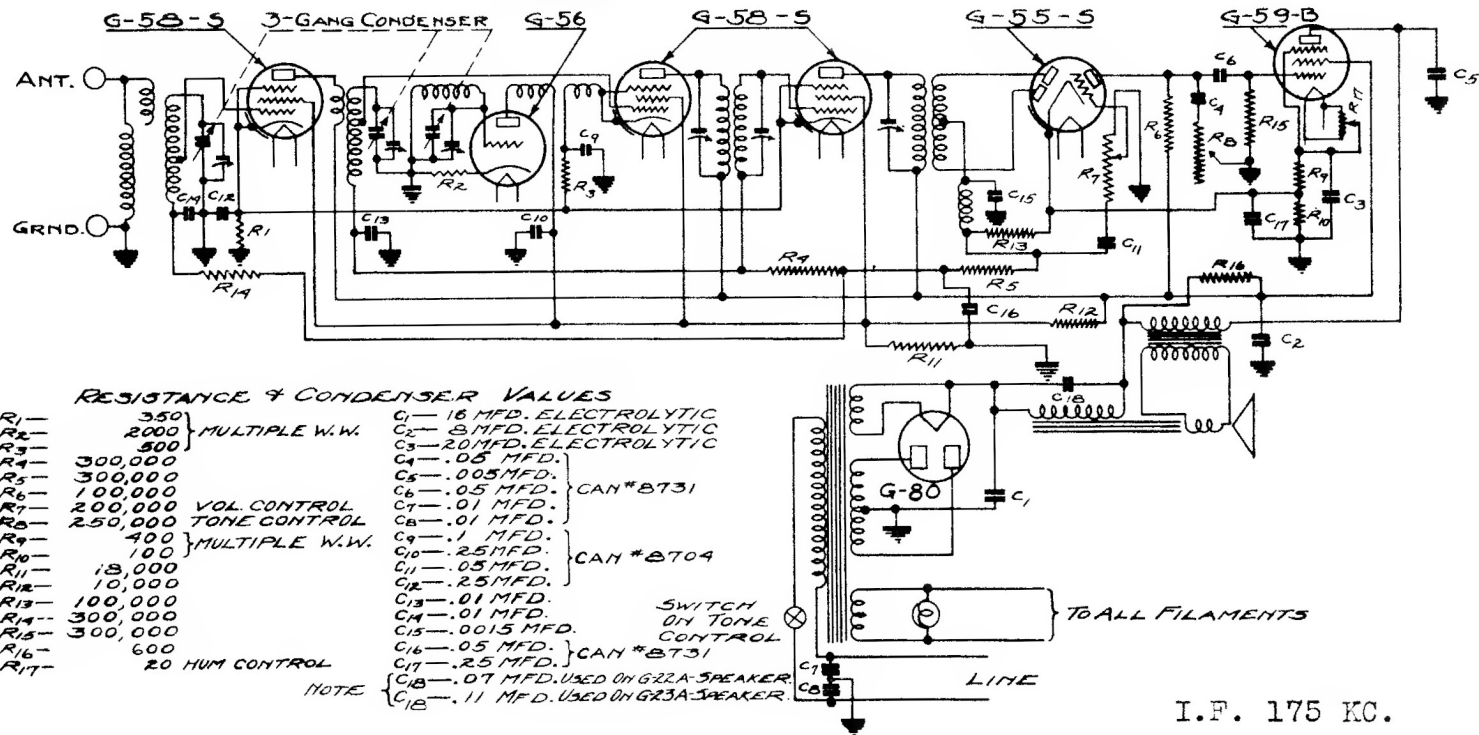 G-58-S
3-GANG CONDENSER
G-56
G-58-S
G-55-S
G-59-B
ANT.
GRND.
C14
C12
R1
R14
C13
R2
C10
R3
C9
R4
R5
C16
R11
R12
C15
R13
R7
C11
R6
C6
C4
R8
R15
R17
R9
R10
C17
C3
C5
R16
C2
C18
G-80
C1
SWITCH
ON TONE
CONTROL
TO ALL FILAMENTS
C7
C8
LINE
I.F. 175 KC.
RESISTANCE & CONDENSER VALUES
R1— 350
R2— 2000 } MULTIPLE W.W.
R3— 500
R4— 300,000
R5— 300,000
R6— 100,000
R7— 200,000 VOL. CONTROL
R8— 250,000 TONE CONTROL
R9— 400 } MULTIPLE W.W.
R10— 100
R11— 18,000
R12— 10,000
R13— 100,000
R14— 300,000
R15— 300,000
R16— 600
R17— 20 HUM CONTROL
C1— 16 MFD. ELECTROLYTIC
C2— 8 MFD. ELECTROLYTIC
C3— 20 MFD. ELECTROLYTIC
C4— .05 MFD.
C5— .005 MFD.
C6— .05 MFD. } CAN #8731
C7— .01 MFD.
C8— .01 MFD.
C9— .1 MFD.
C10— .25 MFD. } CAN #8704
C11— .05 MFD.
C12— .25 MFD.
C13— .01 MFD.
C14— .01 MFD.
C15— .0015 MFD.
C16— .05 MFD. } CAN #8731
C17— .25 MFD.
NOTE { C18— .07 MFD. USED ON G-22A-SPEAKER.
C18— .11 MFD. USED ON G-23A-SPEAKER.